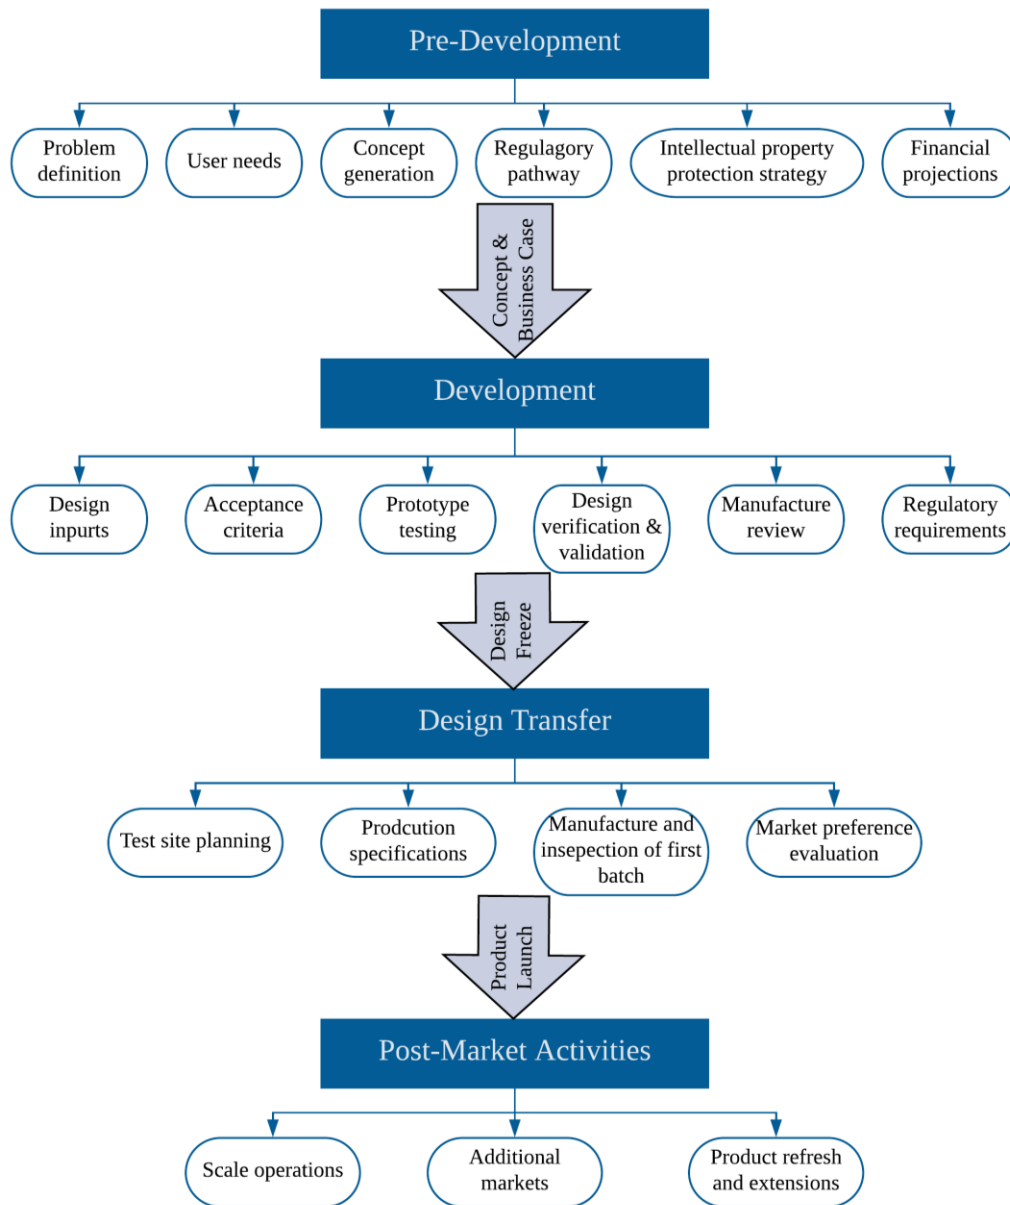 Pre-Development
Problem
definition
User needs
Concept
generation
Regulagory
pathway
Intellectual property
protection strategy
Financial
projections
Concept &
Business Case
Development
Design
inpurts
Acceptance
criteria
Prototype
testing
Design
verification &
validation
Manufacture
review
Regulatory
requirements
Design
Freeze
Design Transfer
Test site planning
Prodcution
specifications
Manufacture and
insepection of first
batch
Market preference
evaluation
Product
Launch
Post-Market Activities
Scale operations
Additional
markets
Product refresh
and extensions